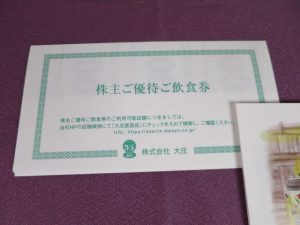 株主ご優待ご飲食券
株主ご優待ご飲食券のご利用可能店舗につきましては、
当社HPの店舗検索にて「大庄直営店」にチェックを入れて検索し、ご確認ください。
URL: https://search.daisyo.co.jp/
株式会社 大庄